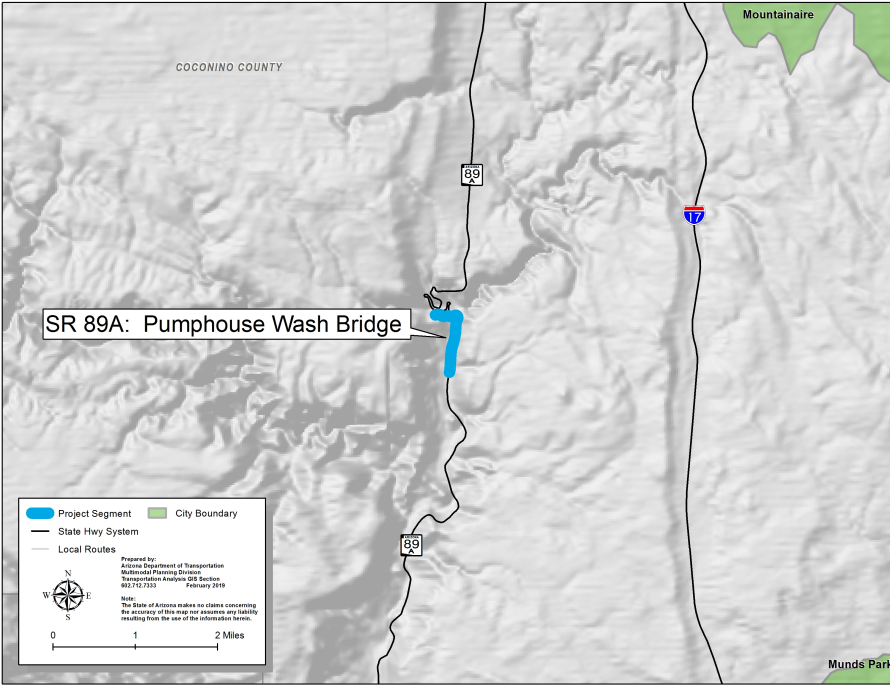 Mountainaire
COCONINO COUNTY
ARIZONA
89
A
17
SR 89A: Pumphouse Wash Bridge
Project Segment
City Boundary
State Hwy System
Local Routes
Prepared by:
Arizona Department of Transportation
Multimodal Planning Division
Transportation Analysis GIS Section
602.712.7333 February 2019
Note:
The State of Arizona makes no claims concerning
the accuracy of this map nor assumes any liability
resulting from the use of the information herein.
N
W E
S
0 1 2 Miles
ARIZONA
89
A
Munds Park